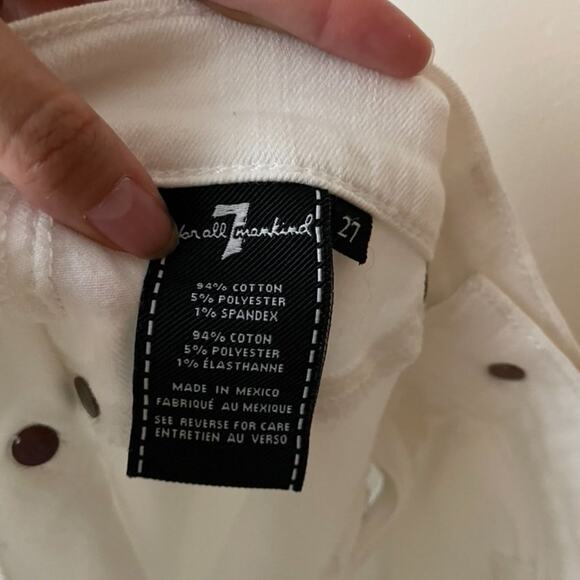 for all 7 mankind
27
94% COTTON
5% POLYESTER
1% SPANDEX
94% COTON
5% POLYESTER
1% ÉLASTHANNE
MADE IN MEXICO
FABRIQUÉ AU MEXIQUE
SEE REVERSE FOR CARE
ENTRETIEN AU VERSO